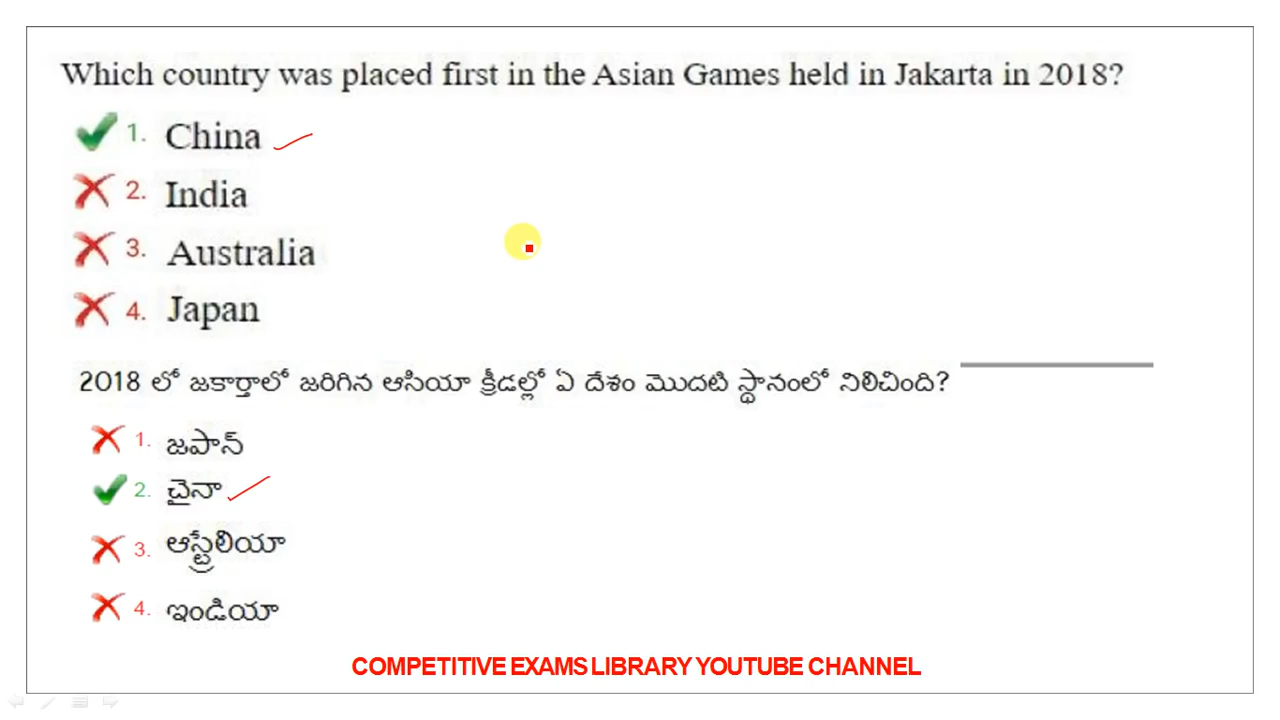 Which country was placed first in the Asian Games held in Jakarta in 2018?
1. China
2. India
3. Australia
4. Japan
2018 లో జకార్తాలో జరిగిన ఆసియా క్రీడల్లో ఏ దేశం మొదటి స్థానంలో నిలిచింది?
1. జపాన్
2. చైనా
3. ఆస్ట్రేలియా
4. ఇండియా
COMPETITIVE EXAMS LIBRARY YOUTUBE CHANNEL